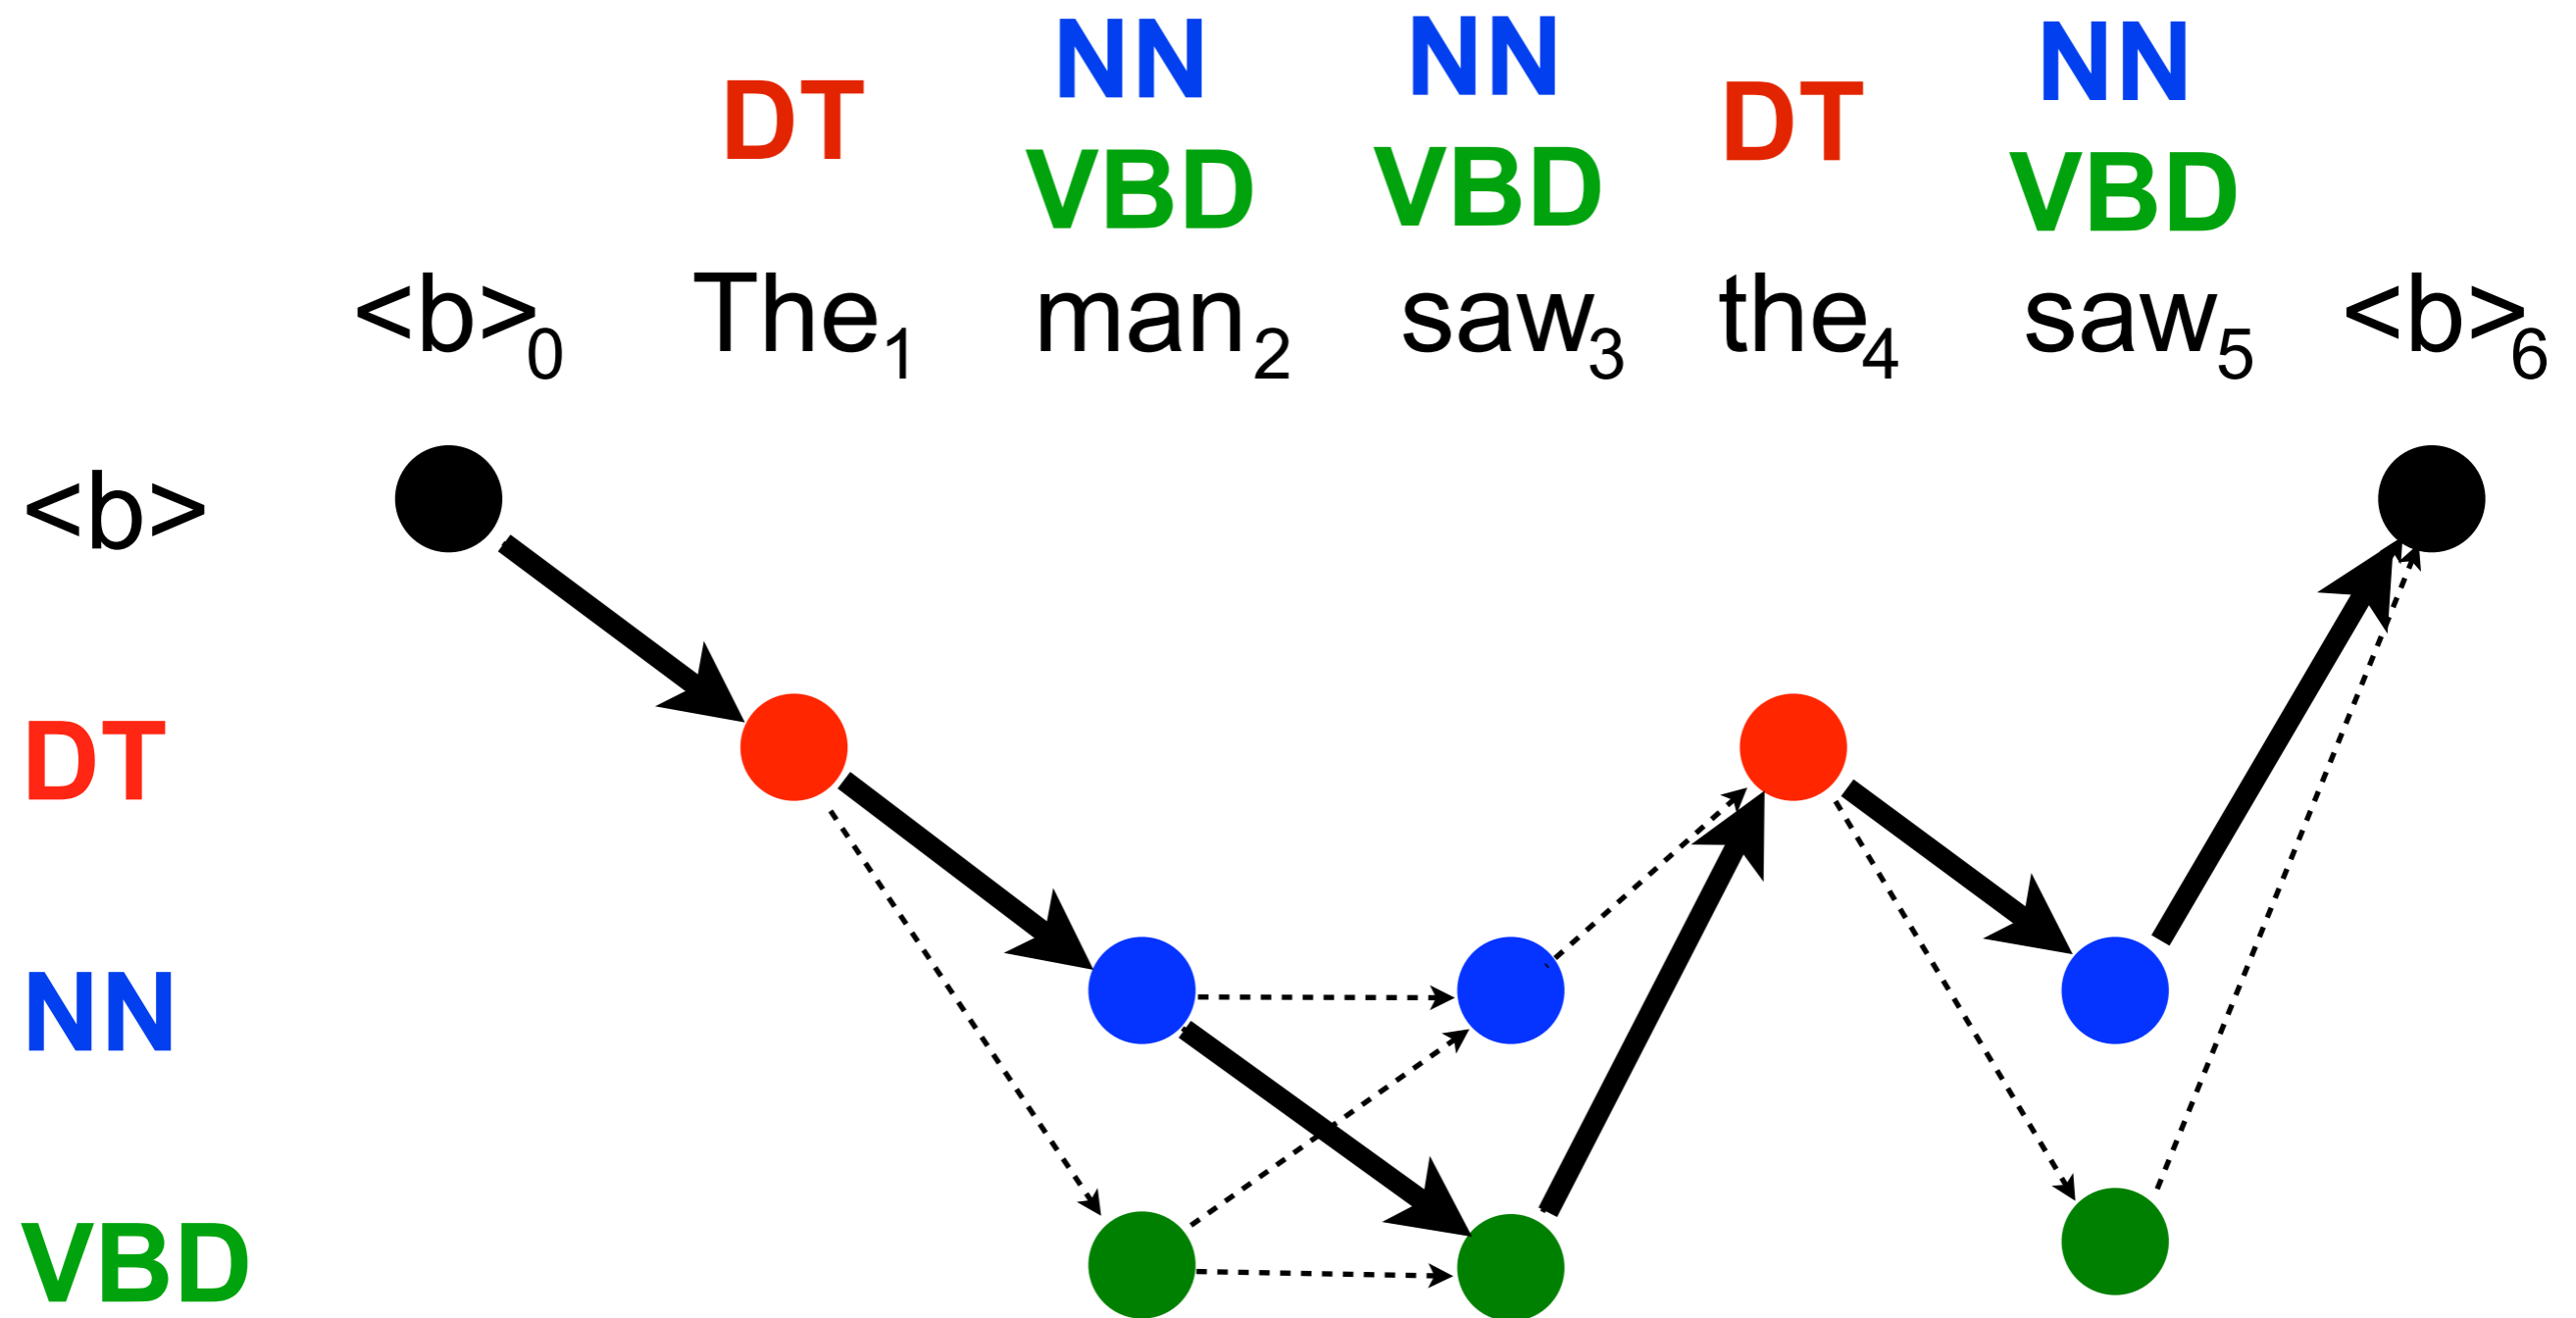 NN NN NN
DT DT
VBD VBD VBD
<b>0 The1 man2 saw3 the4 saw5 <b>6
<b>
DT
NN
VBD